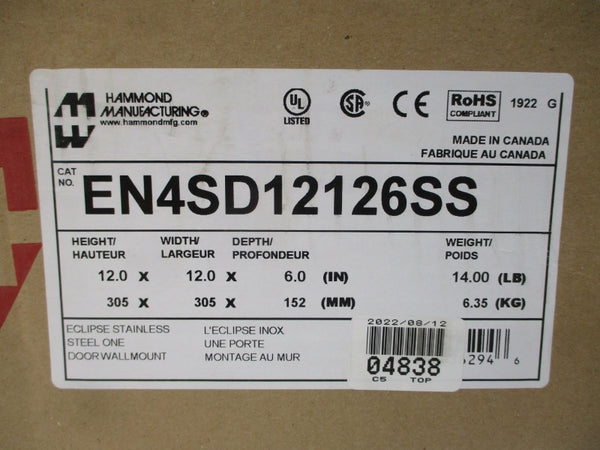 HAMMOND
MANUFACTURING®
www.hammondmfg.com
UL
LISTED
CSA
CE
RoHS
COMPLIANT
1922 G
MADE IN CANADA
FABRIQUE AU CANADA
CAT
NO.
EN4SD12126SS
HEIGHT/
HAUTEUR
WIDTH/
LARGEUR
DEPTH/
PROFONDEUR
WEIGHT/
POIDS
12.0 X 12.0 X 6.0 (IN) 14.00 (LB)
305 X 305 X 152 (MM) 6.35 (KG)
ECLIPSE STAINLESS
STEEL ONE
DOOR WALLMOUNT
L'ECLIPSE INOX
UNE PORTE
MONTAGE AU MUR
2022/08/12
04838
C5 TOP
6294 6